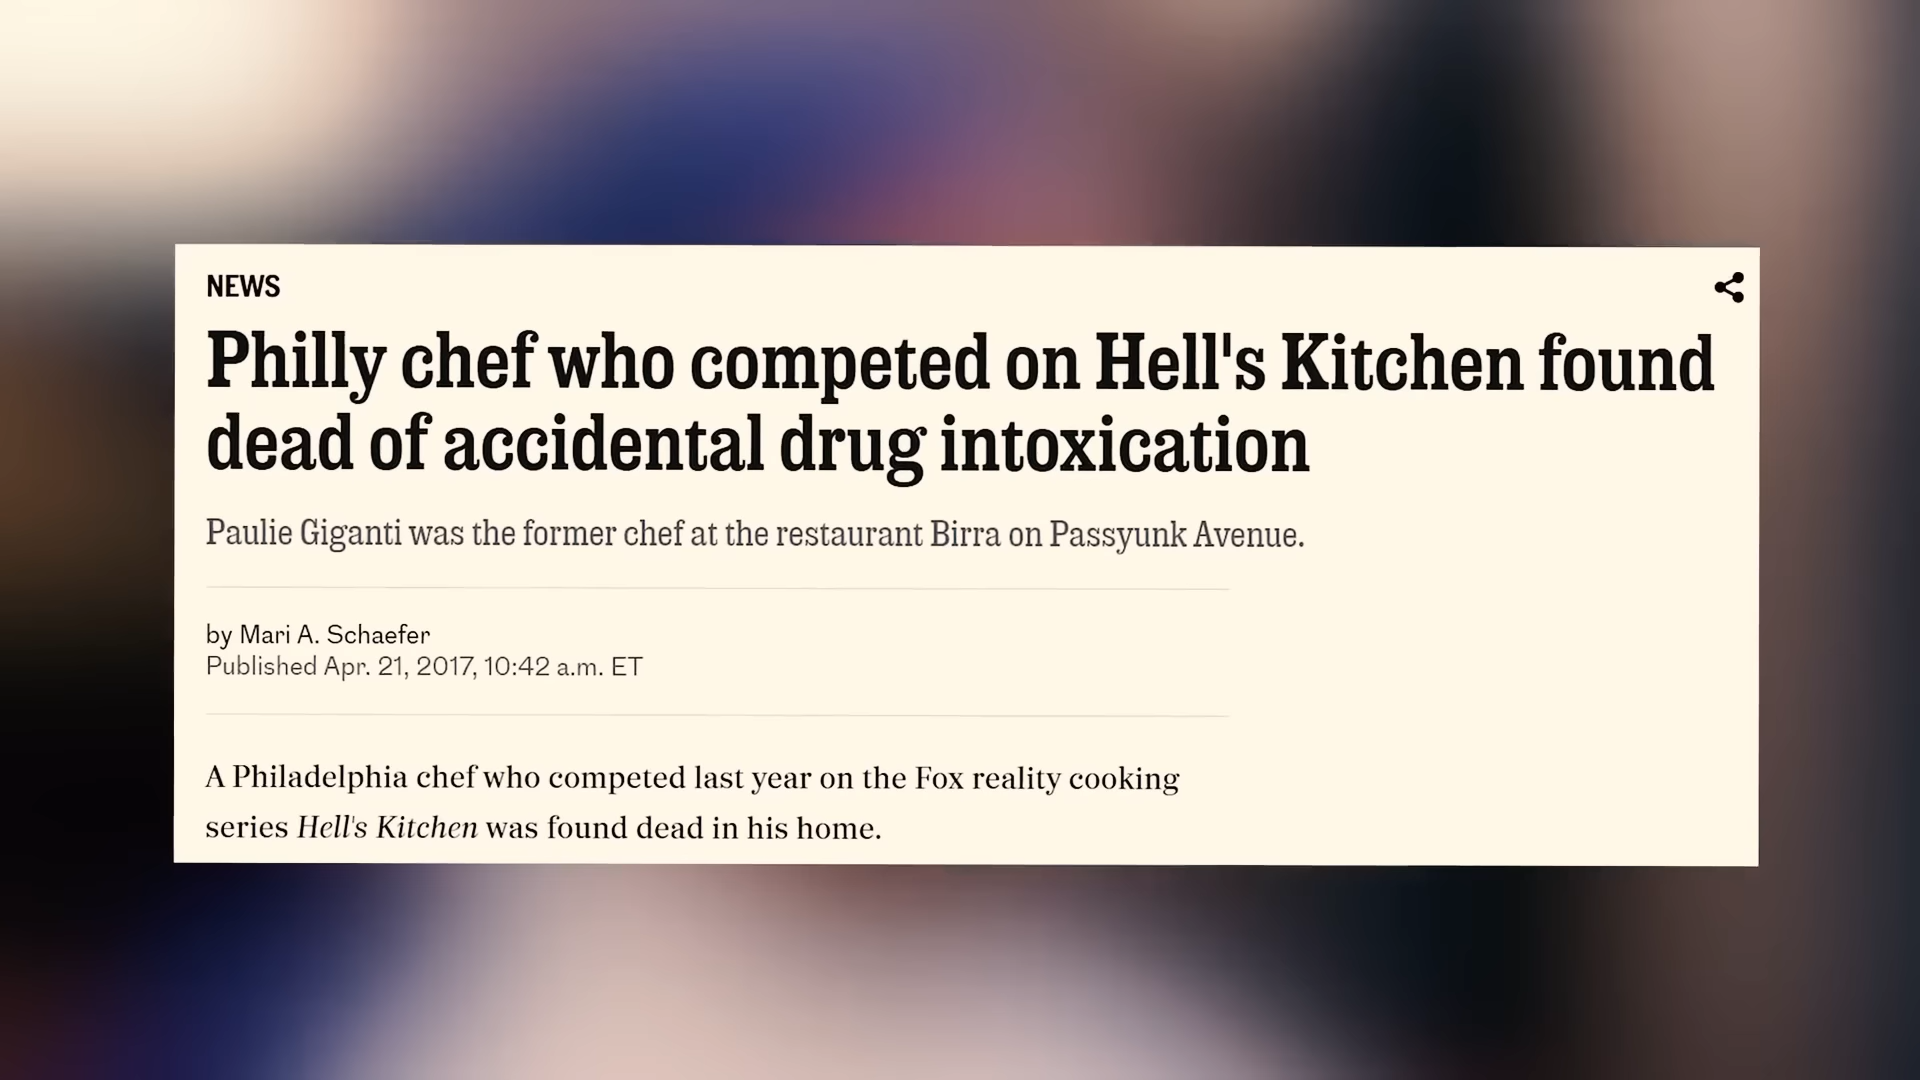 NEWS
Philly chef who competed on Hell's Kitchen found
dead of accidental drug intoxication
Paulie Giganti was the former chef at the restaurant Birra on Passyunk Avenue.
by Mari A. Schaefer
Published Apr. 21, 2017, 10:42 a.m. ET
A Philadelphia chef who competed last year on the Fox reality cooking
series Hell's Kitchen was found dead in his home.